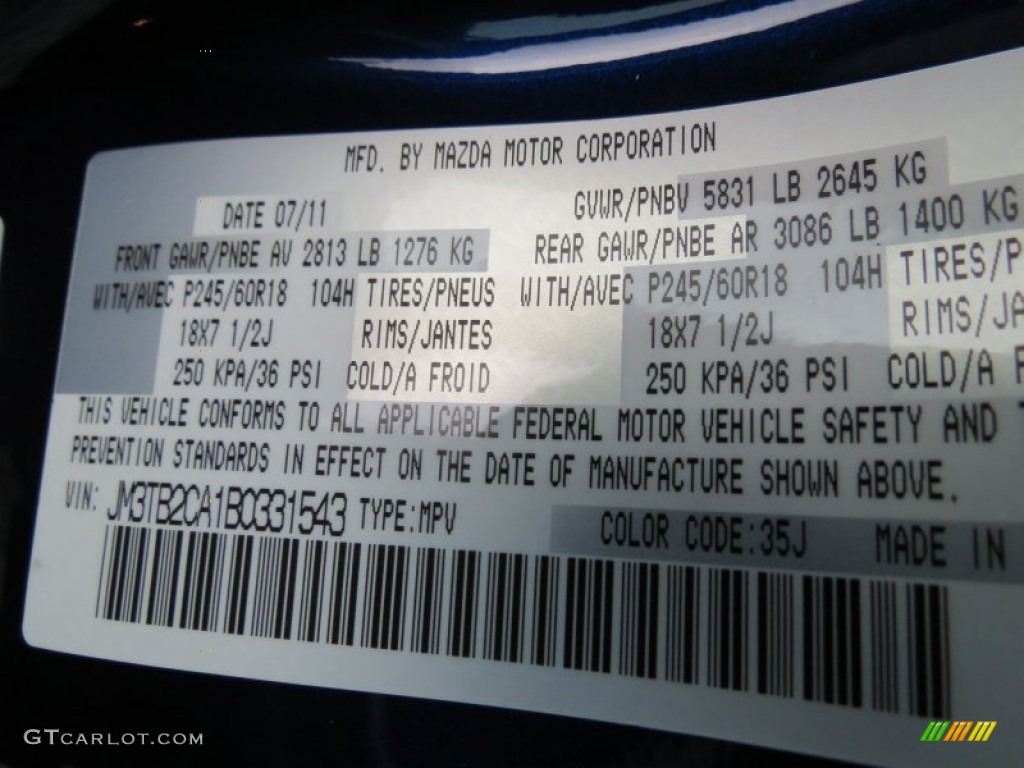 MFD. BY MAZDA MOTOR CORPORATION
DATE 07/11 GVWR/PNBV 5831 LB 2645 KG
FRONT GAWR/PNBE AV 2813 LB 1276 KG REAR GAWR/PNBE AR 3086 LB 1400 KG
WITH/AVEC P245/60R18 104H TIRES/PNEUS WITH/AVEC P245/60R18 104H TIRES/P
18X7 1/2J RIMS/JANTES 18X7 1/2J RIMS/JA
250 KPA/36 PSI COLD/A FROID 250 KPA/36 PSI COLD/A F
THIS VEHICLE CONFORMS TO ALL APPLICABLE FEDERAL MOTOR VEHICLE SAFETY AND T
PREVENTION STANDARDS IN EFFECT ON THE DATE OF MANUFACTURE SHOWN ABOVE.
VIN: JM3TB2CA1B0331543 TYPE:MPV COLOR CODE:35J MADE IN
GTCARLOT.COM